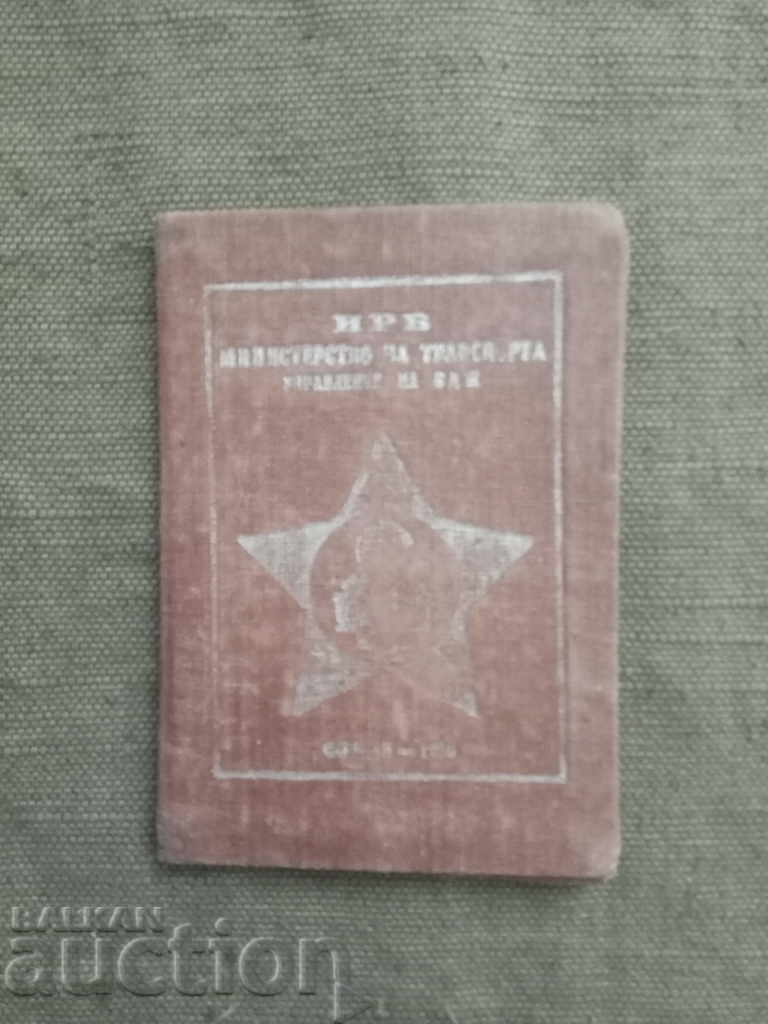 НРБ
МИНИСТЕРСТВО НА ТРАНСПОРТА
УПРАВЛЕНИЕ НА БДЖ
BALKAN
auction